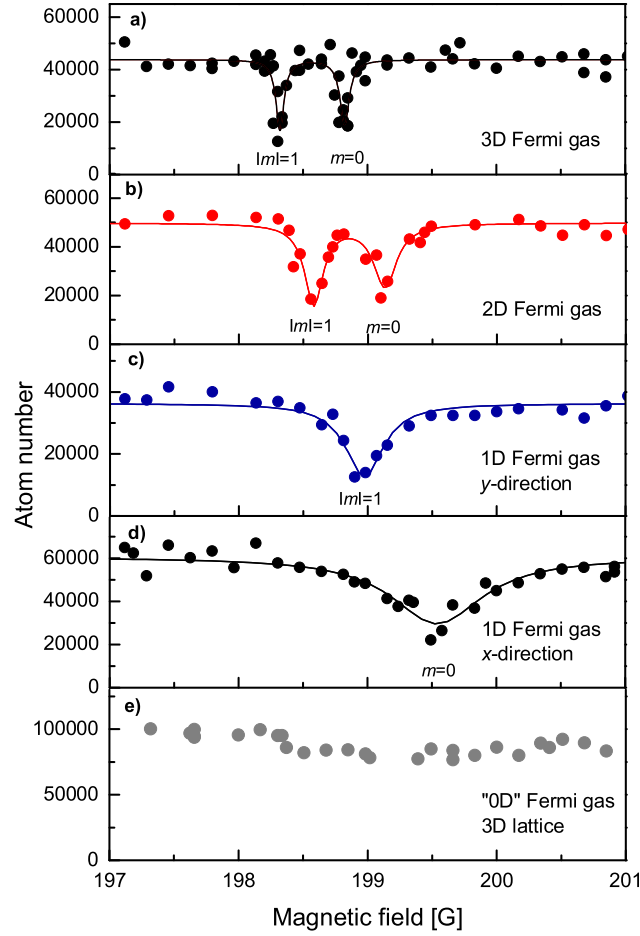 a)
60000
40000
20000
0
|m|=1
m=0
3D Fermi gas
b)
60000
40000
20000
0
|m|=1
m=0
2D Fermi gas
c)
40000
20000
0
|m|=1
1D Fermi gas
y-direction
d)
60000
40000
20000
0
m=0
1D Fermi gas
x-direction
e)
100000
50000
0
"0D" Fermi gas
3D lattice
197
198
199
200
201
Magnetic field [G]
Atom number